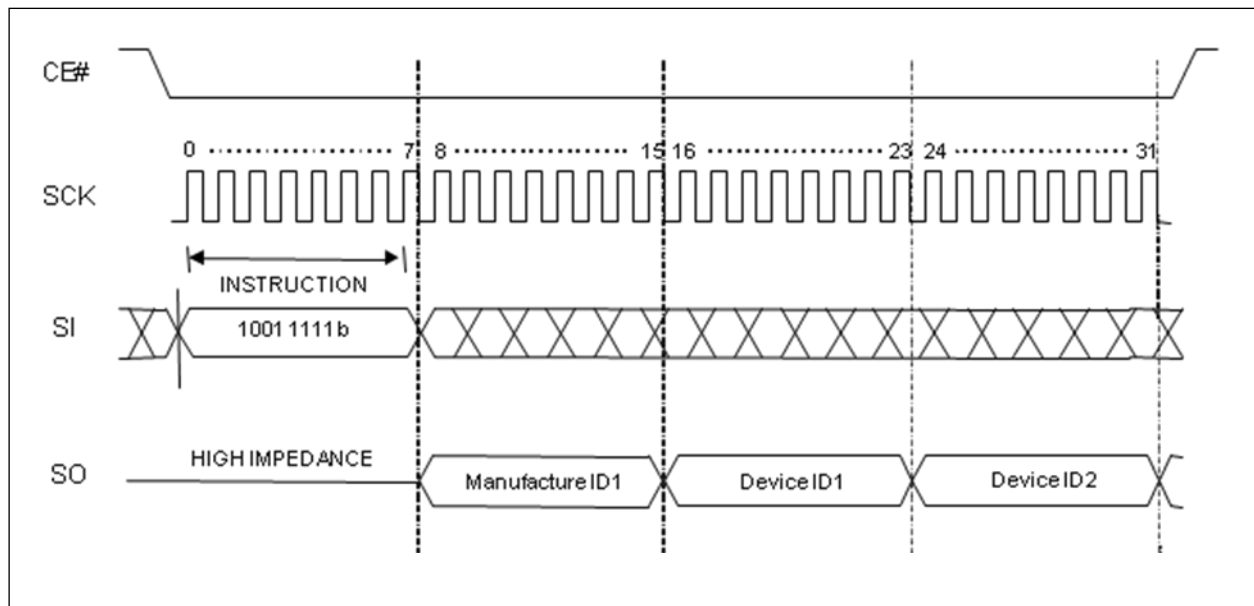 CE#
0 ............... 7 8 ............... 15 16 ............... 23 24 ............... 31
SCK
INSTRUCTION
SI
1001 1111 b
SO
HIGH IMPEDANCE
Manufacture ID1
Device ID1
Device ID2